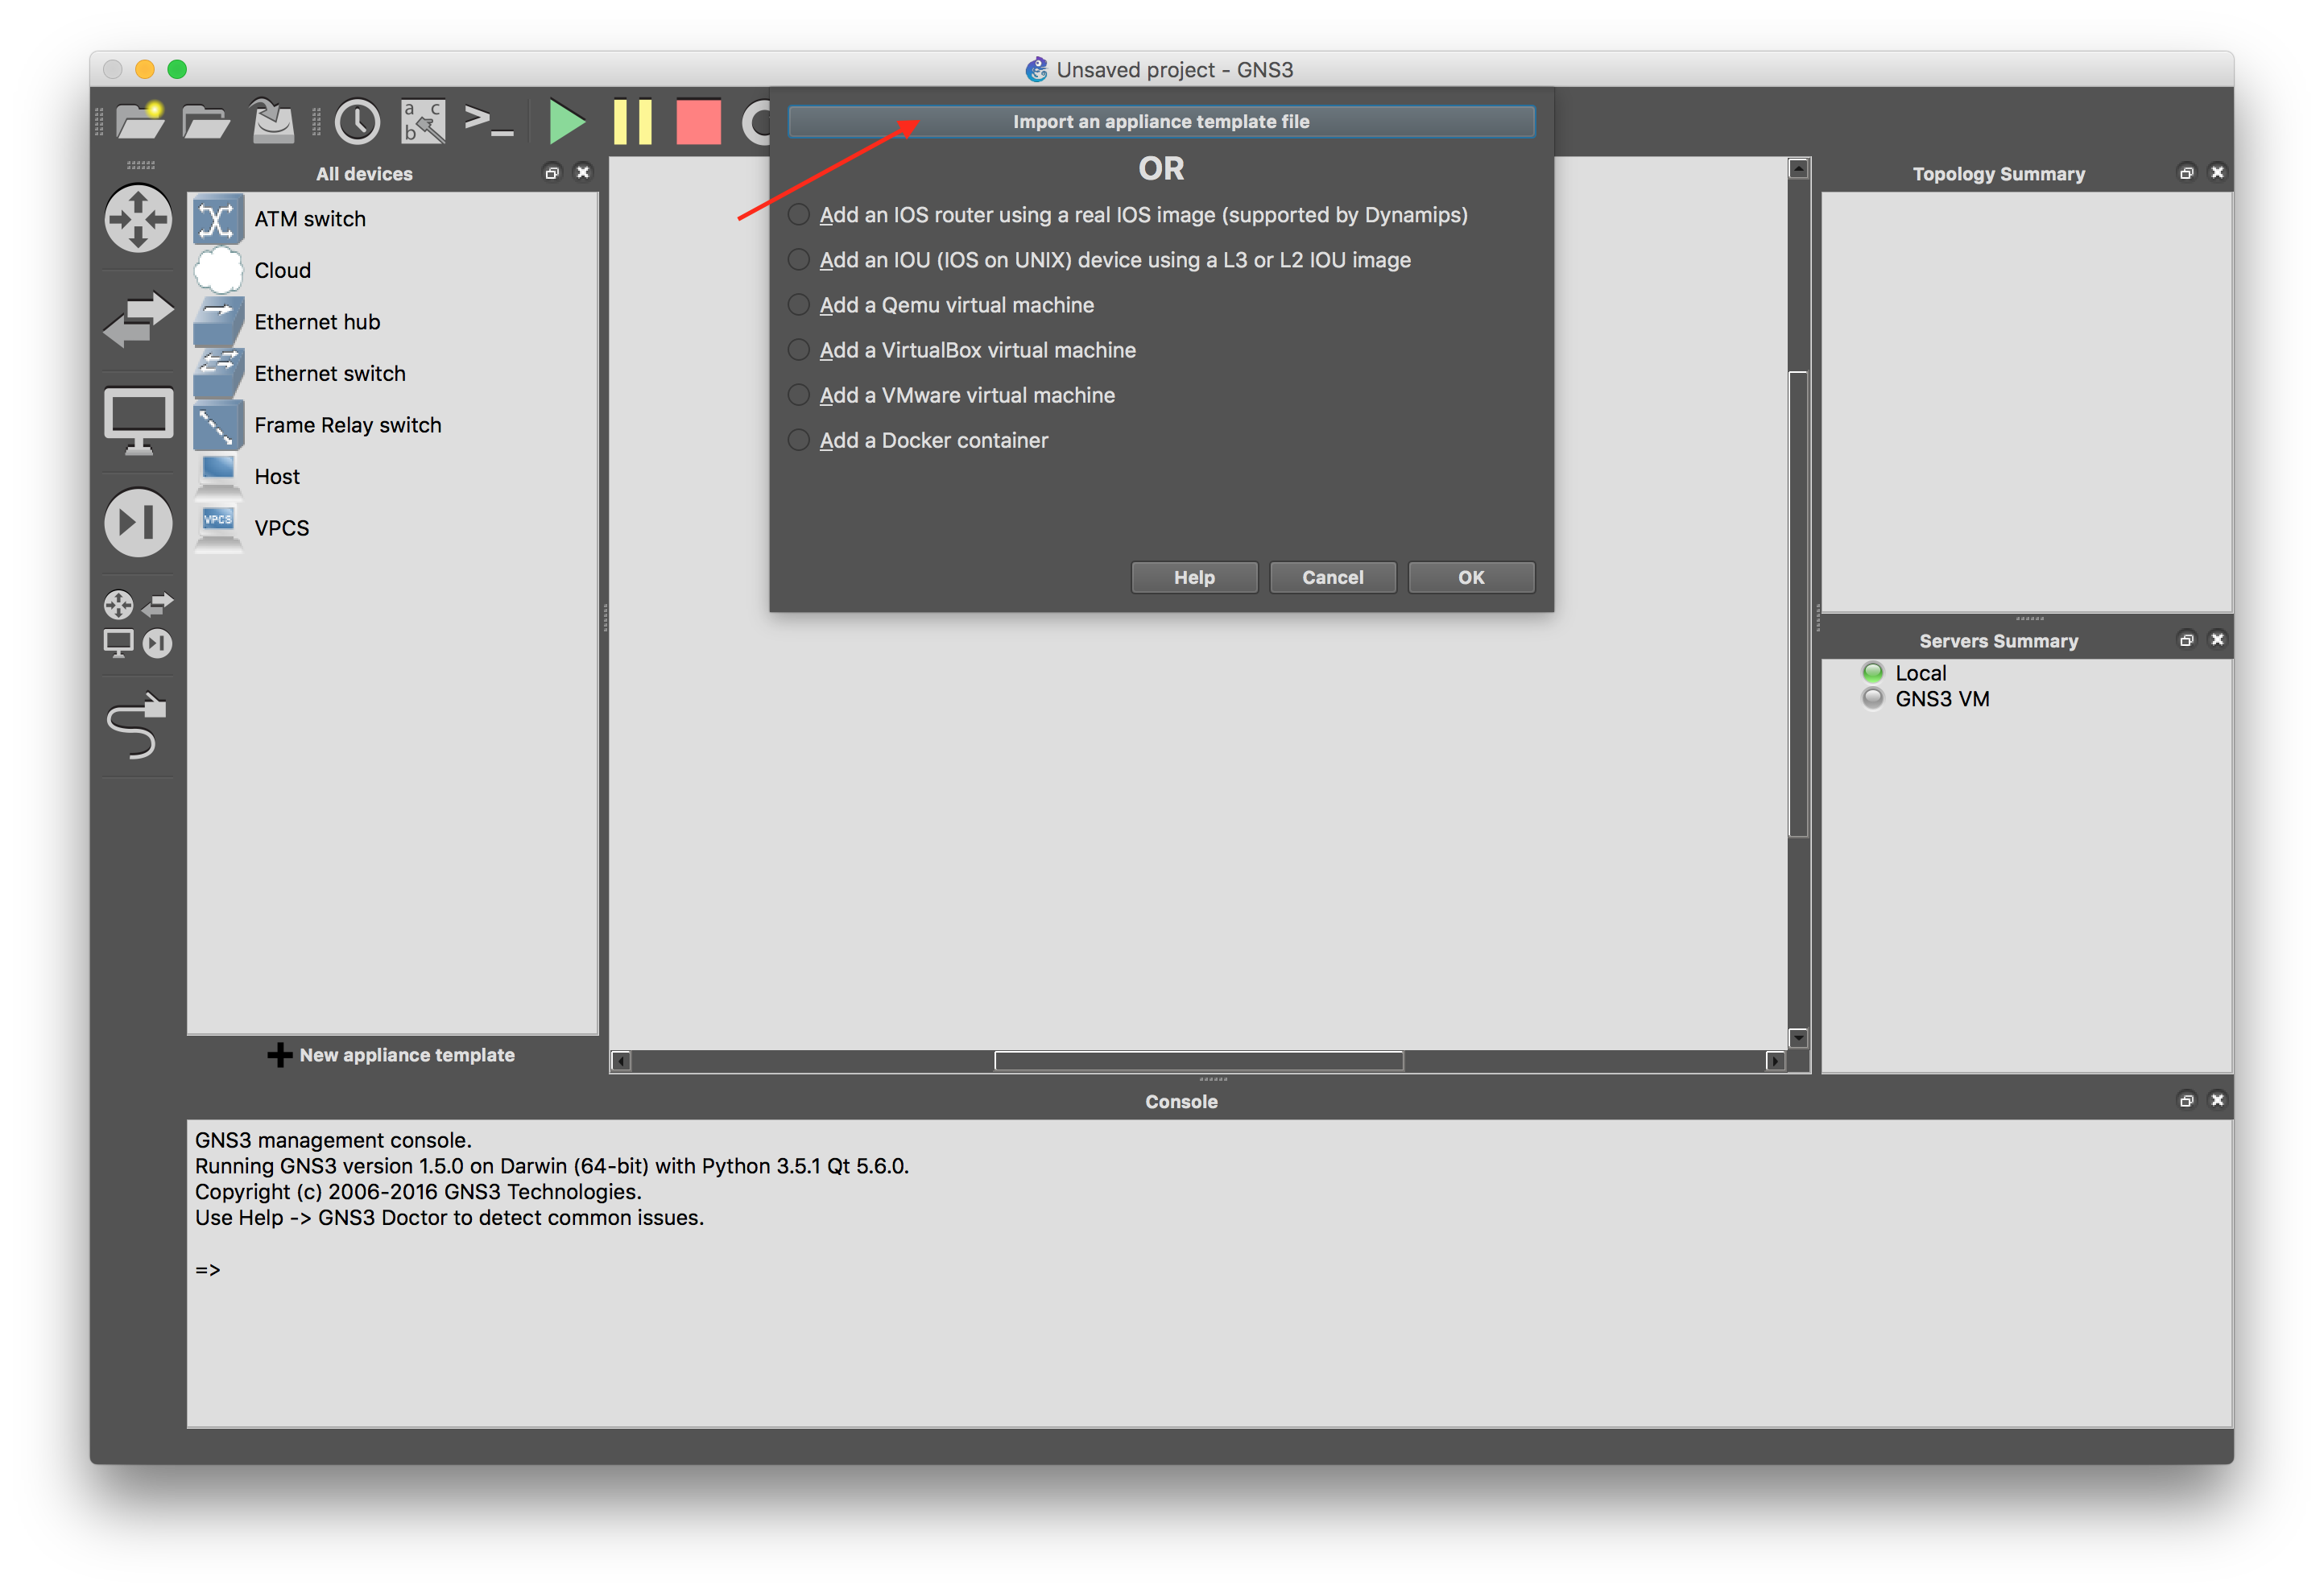 Unsaved project - GNS3
a c
b
>_
Import an appliance template file
OR
Add an IOS router using a real IOS image (supported by Dynamips)
Add an IOU (IOS on UNIX) device using a L3 or L2 IOU image
Add a Qemu virtual machine
Add a VirtualBox virtual machine
Add a VMware virtual machine
Add a Docker container
Help Cancel OK
All devices
ATM switch
Cloud
Ethernet hub
Ethernet switch
Frame Relay switch
Host
VPCS VPCS
New appliance template
Topology Summary
Servers Summary
Local
GNS3 VM
Console
GNS3 management console.
Running GNS3 version 1.5.0 on Darwin (64-bit) with Python 3.5.1 Qt 5.6.0.
Copyright (c) 2006-2016 GNS3 Technologies.
Use Help -> GNS3 Doctor to detect common issues.
=>